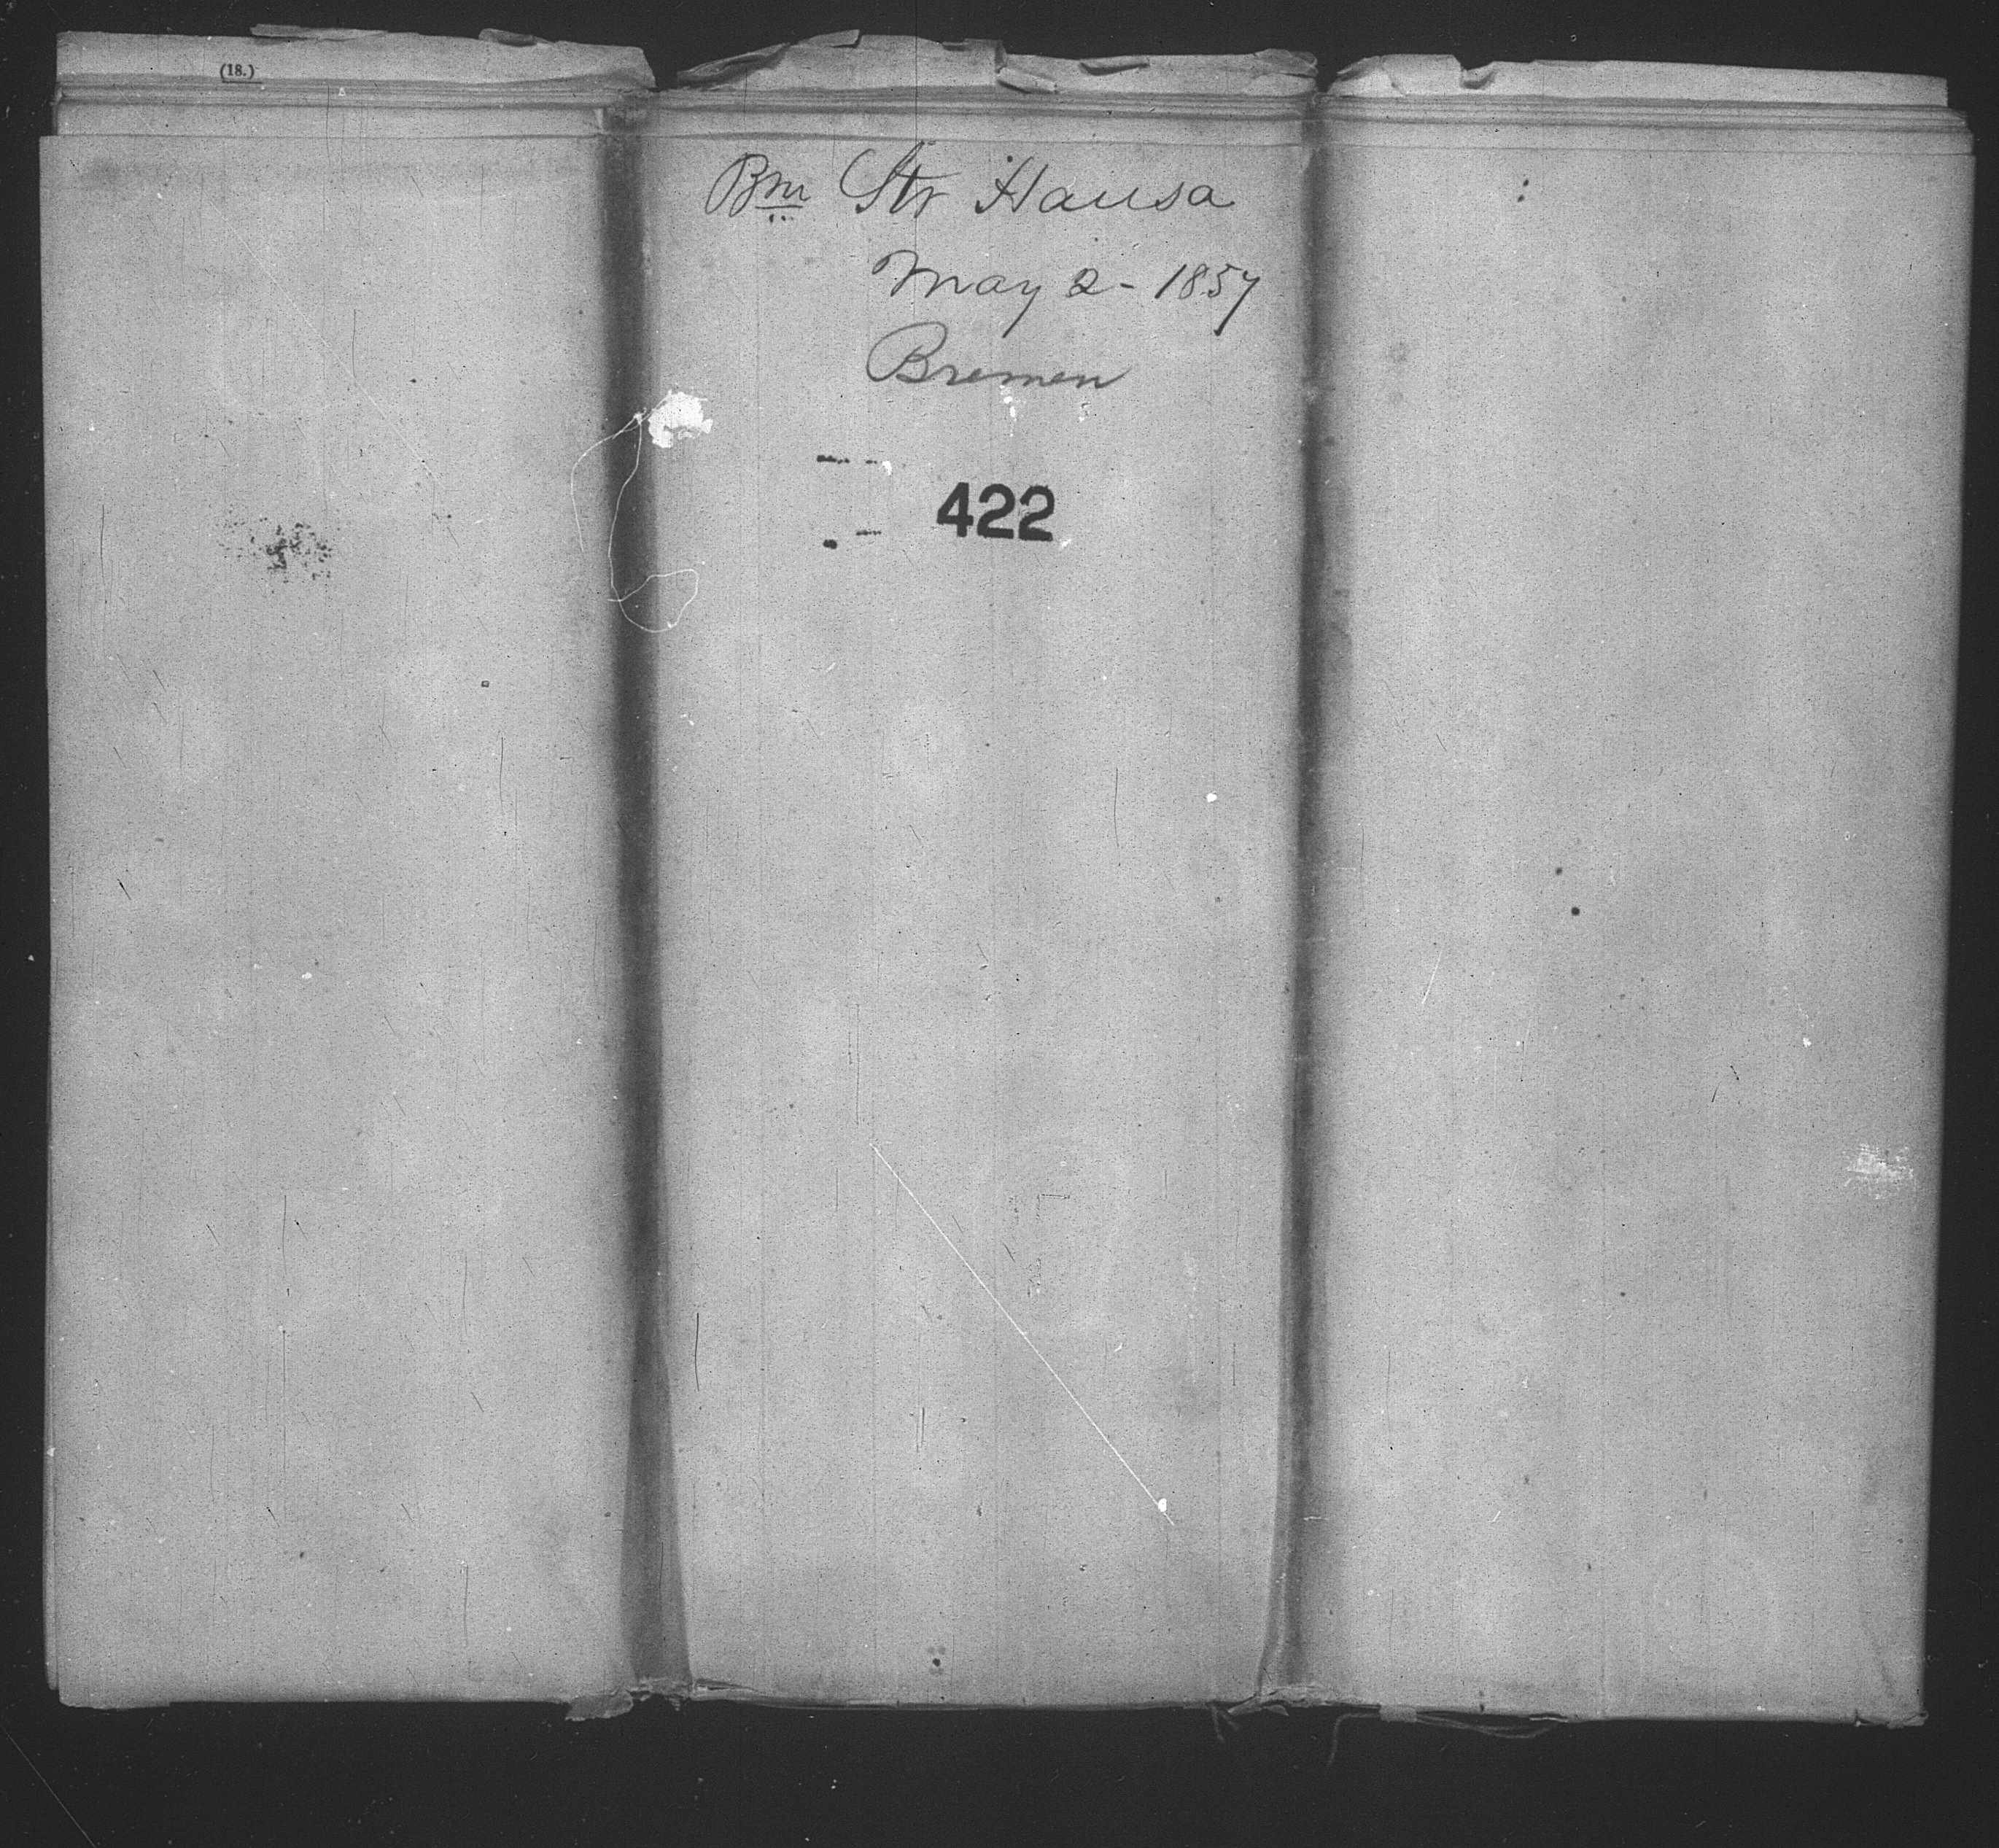 (18.)
Bm Str Hansa
May 2 - 1857
Bremen
422